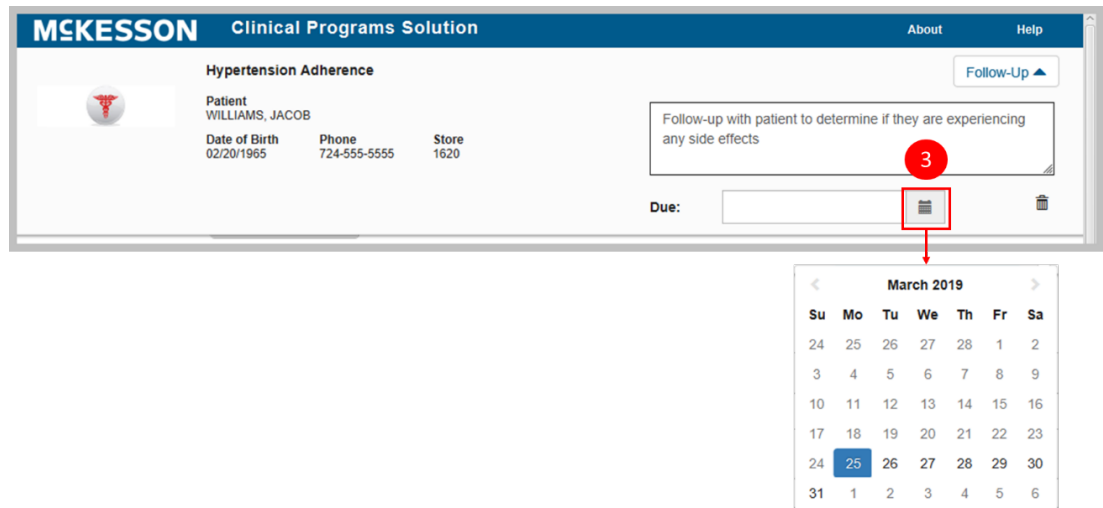 MCKESSON Clinical Programs Solution About Help
Hypertension Adherence
Follow-Up
Patient
WILLIAMS, JACOB
Date of Birth Phone Store
02/20/1965 724-555-5555 1620
Follow-up with patient to determine if they are experiencing
any side effects
3
Due:
March 2019
Su Mo Tu We Th Fr Sa
24 25 26 27 28 1 2
3 4 5 6 7 8 9
10 11 12 13 14 15 16
17 18 19 20 21 22 23
24 25 26 27 28 29 30
31 1 2 3 4 5 6